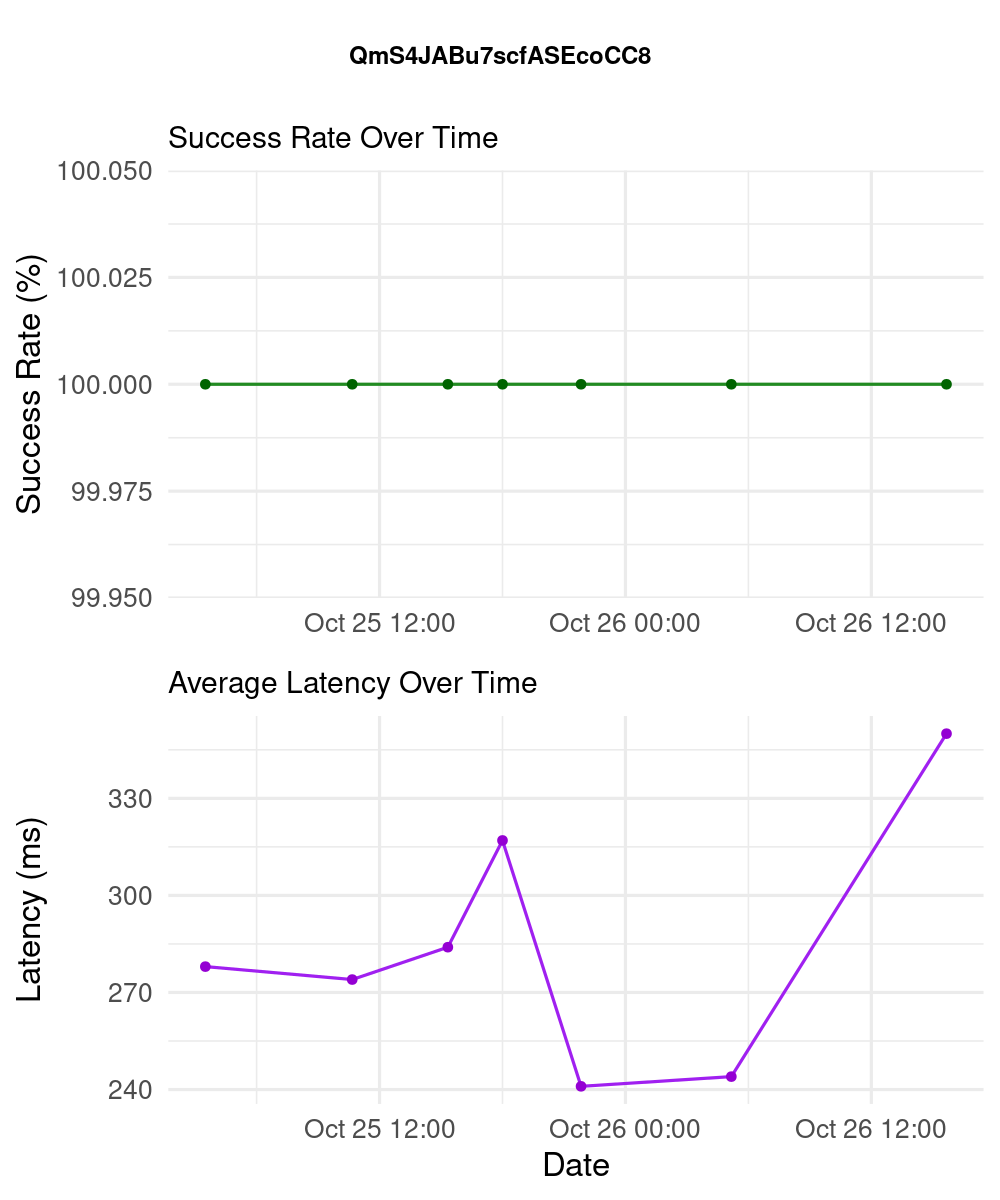 QmS4JABu7scfASEcoCC8
Success Rate Over Time
100.050
100.025
100.000
99.975
99.950
Success Rate (%)
Oct 25 12:00 Oct 26 00:00 Oct 26 12:00
Average Latency Over Time
330
300
270
240
Latency (ms)
Oct 25 12:00 Oct 26 00:00 Oct 26 12:00
Date